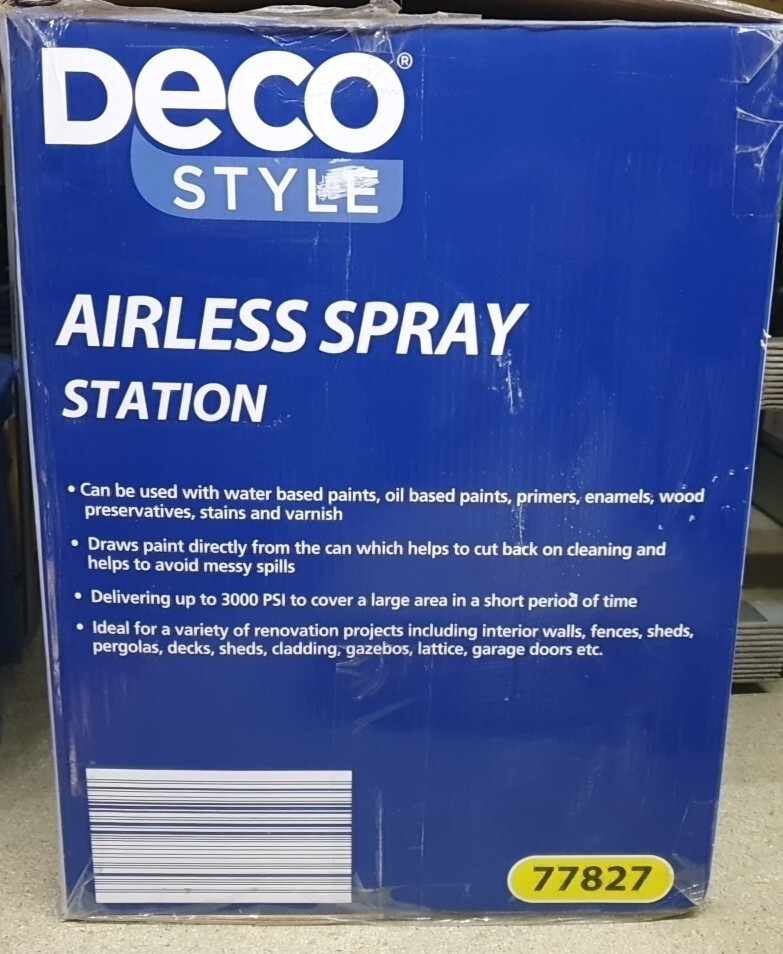 Deco®
STYLE
AIRLESS SPRAY
STATION
• Can be used with water based paints, oil based paints, primers, enamels, wood
preservatives, stains and varnish
• Draws paint directly from the can which helps to cut back on cleaning and
helps to avoid messy spills
• Delivering up to 3000 PSI to cover a large area in a short period of time
• Ideal for a variety of renovation projects including interior walls, fences, sheds,
pergolas, decks, sheds, cladding, gazebos, lattice, garage doors etc.
77827